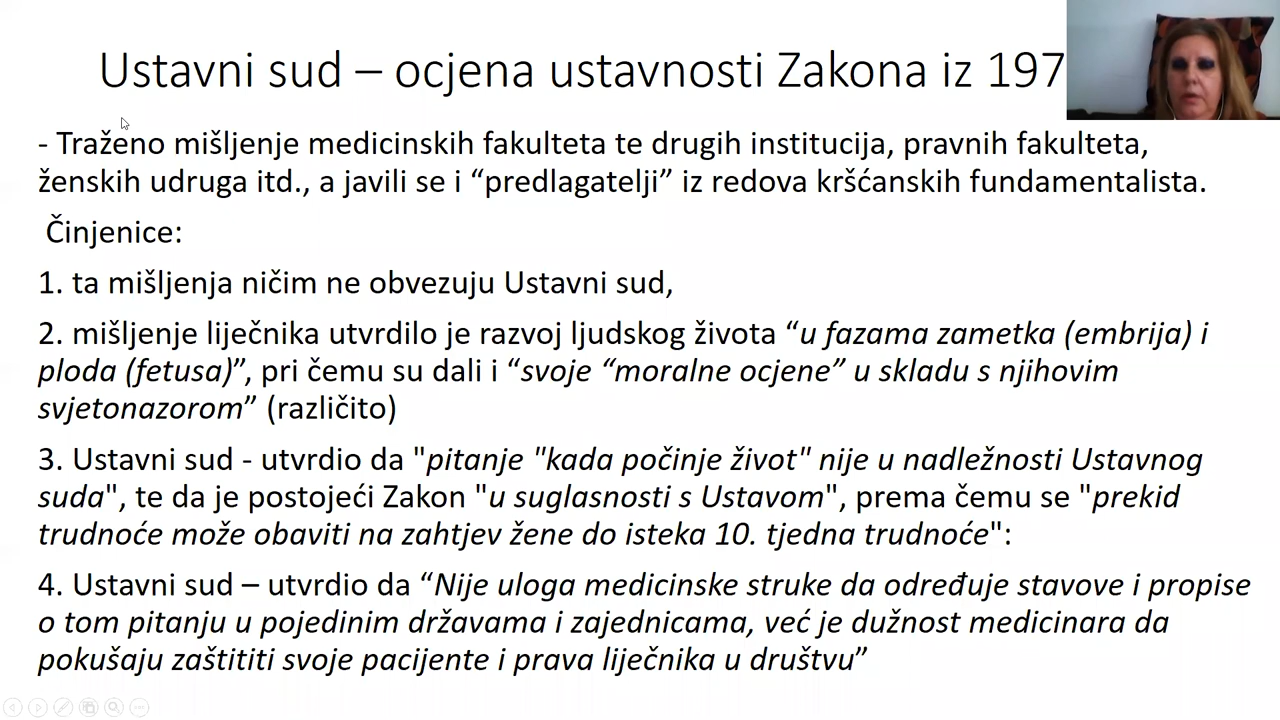 Ustavni sud – ocjena ustavnosti Zakona iz 197
- Traženo mišljenje medicinskih fakulteta te drugih institucija, pravnih fakulteta,
ženskih udruga itd., a javili se i “predlagatelji” iz redova kršćanskih fundamentalista.
Činjenice:
1. ta mišljenja ničim ne obvezuju Ustavni sud,
2. mišljenje liječnika utvrdilo je razvoj ljudskog života “u fazama zametka (embrija) i
ploda (fetusa)”, pri čemu su dali i “svoje “moralne ocjene” u skladu s njihovim
svjetonazorom” (različito)
3. Ustavni sud - utvrdio da "pitanje "kada počinje život" nije u nadležnosti Ustavnog
suda", te da je postojeći Zakon "u suglasnosti s Ustavom", prema čemu se "prekid
trudnoće može obaviti na zahtjev žene do isteka 10. tjedna trudnoće":
4. Ustavni sud – utvrdio da “Nije uloga medicinske struke da određuje stavove i propise
o tom pitanju u pojedinim državama i zajednicama, već je dužnost medicinara da
pokušaju zaštititi svoje pacijente i prava liječnika u društvu”